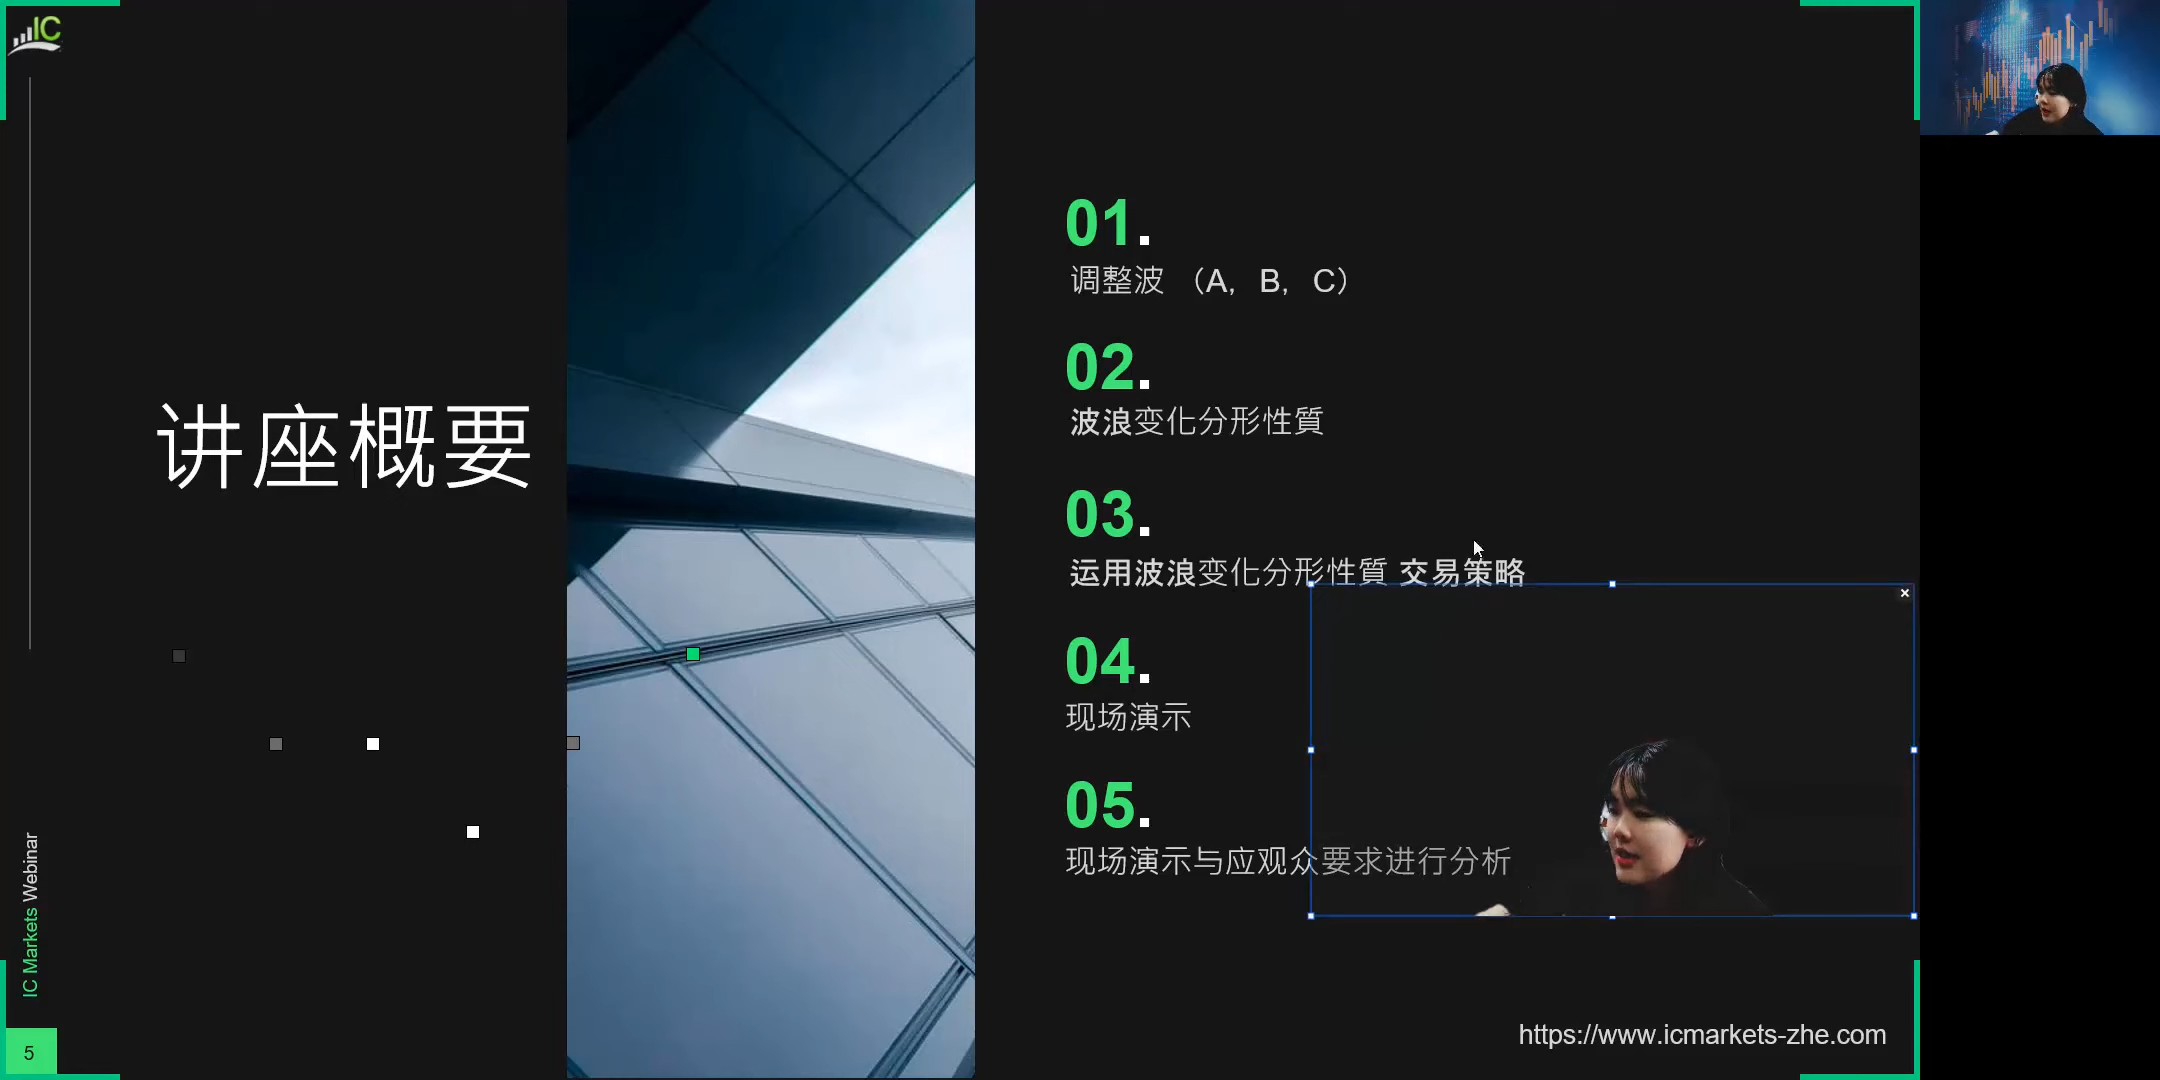 IC
讲座概要
01.
调整波 （A，B，C）
02.
波浪变化分形性質
03.
运用波浪变化分形性質 交易策略
04.
现场演示
05.
现场演示与应观众要求进行分析
IC Markets Webinar
5
https://www.icmarkets-zhe.com